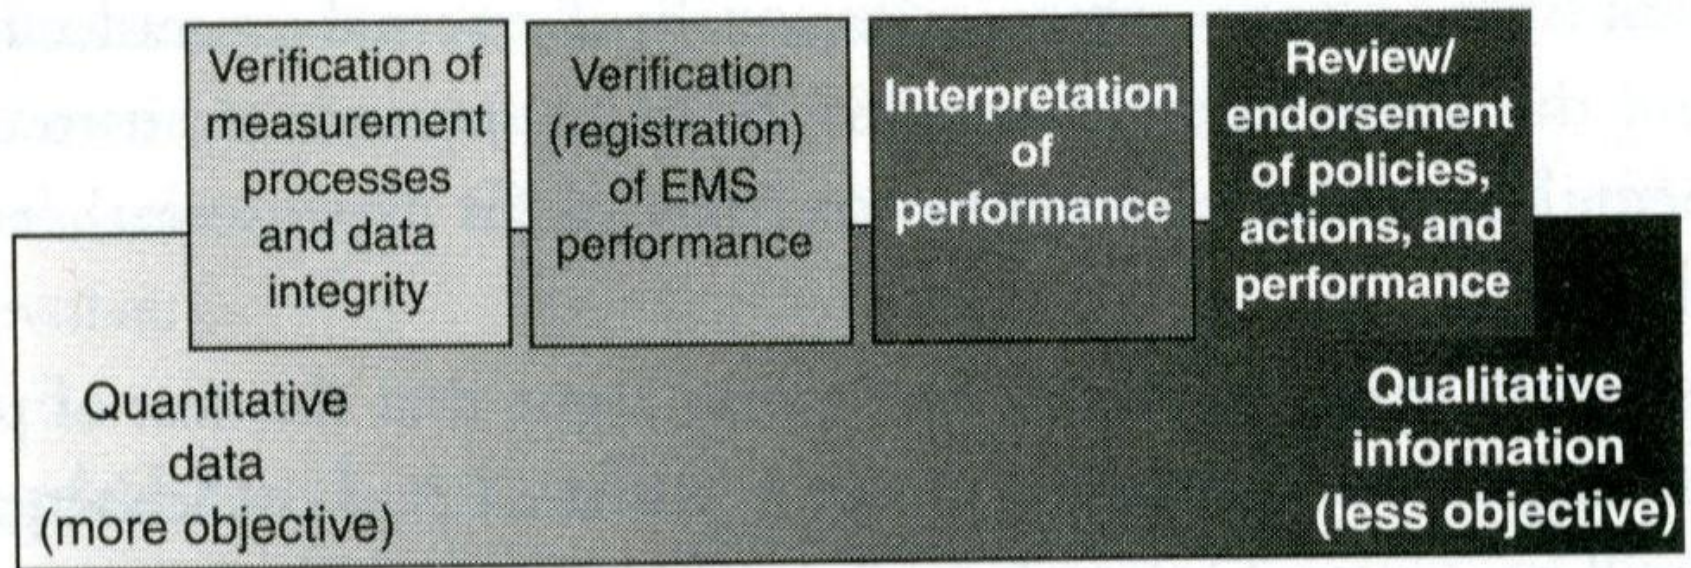 Verification of
measurement
processes
and data
integrity
Verification
(registration)
of EMS
performance
Interpretation
of
performance
Review/
endorsement
of policies,
actions, and
performance
Quantitative
data
(more objective)
Qualitative
information
(less objective)